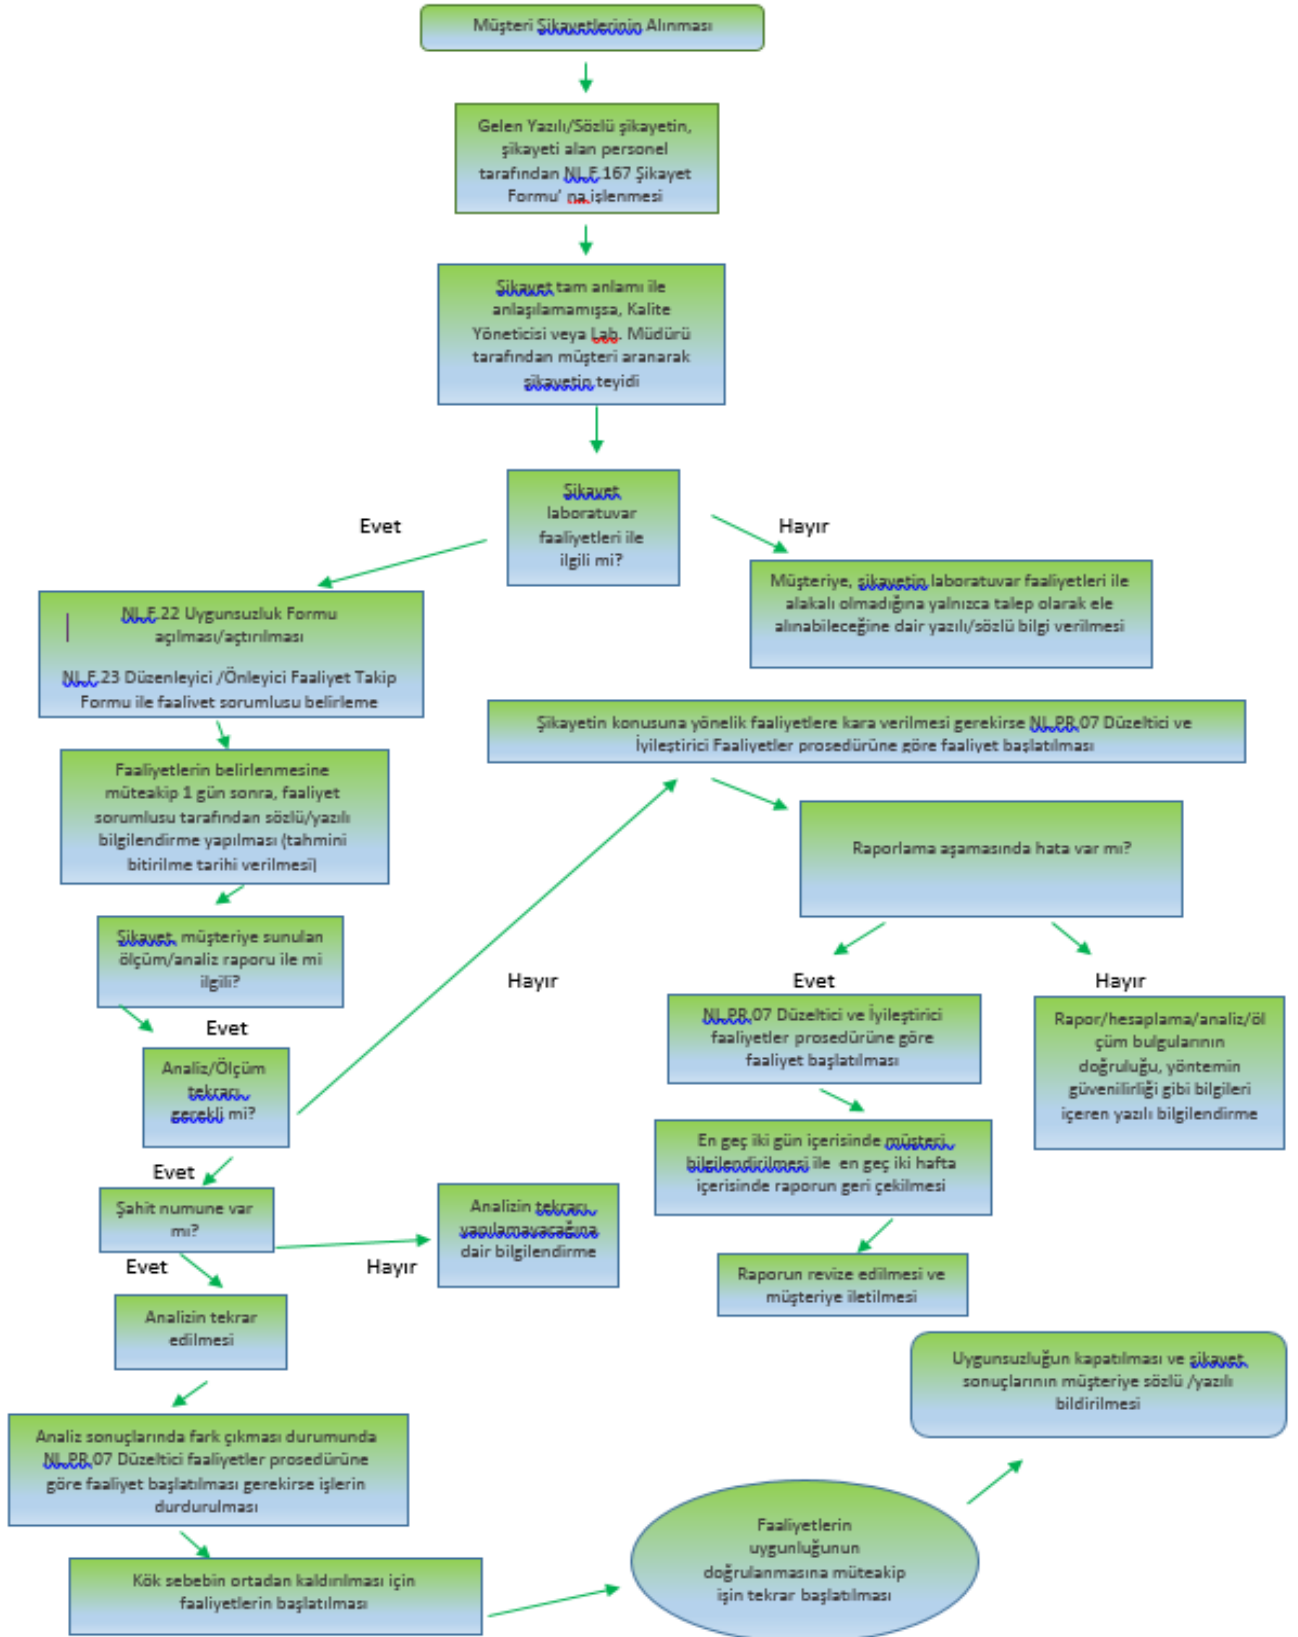 Müşteri Şikayetlerinin Alınması
Gelen Yazılı/Sözlü şikayetin,
şikayeti alan personel
tarafından NL.F.167 Şikayet
Formu' na işlenmesi
Şikayet tam anlamı ile
anlaşılamamışsa, Kalite
Yöneticisi veya Lab. Müdürü
tarafından müşteri aranarak
şikayetin teyidi
Şikayet
laboratuvar
faaliyetleri ile
ilgili mi?
Evet
Hayır
Müşteriye, şikayetin laboratuvar faaliyetleri ile
alakalı olmadığına yalnızca talep olarak ele
alınabileceğine dair yazılı/sözlü bilgi verilmesi
NL.F.22 Uygunsuzluk Formu
açılması/açtırılması
NL.F.23 Düzenleyici /Önleyici Faaliyet Takip
Formu ile faaliyet sorumlusu belirleme
Şikayetin konusuna yönelik faaliyetlere kara verilmesi gerekirse NL.PR.07 Düzeltici ve
İyileştirici Faaliyetler prosedürüne göre faaliyet başlatılması
Faaliyetlerin belirlenmesine
müteakip 1 gün sonra, faaliyet
sorumlusu tarafından sözlü/yazılı
bilgilendirme yapılması (tahmini
bitirilme tarihi verilmesi)
Raporlama aşamasında hata var mı?
Şikayet, müşteriye sunulan
ölçüm/analiz raporu ile mi
ilgili?
Hayır
Evet
Hayır
Evet
NL.PR.07 Düzeltici ve İyileştirici
faaliyetler prosedürüne göre
faaliyet başlatılması
Rapor/hesaplama/analiz/öl
çüm bulgularının
doğruluğu, yöntemin
güvenilirliği gibi bilgileri
içeren yazılı bilgilendirme
Analiz/Ölçüm
tekrarı
gerekli mi?
En geç iki gün içerisinde müşteri
bilgilendirilmesi ile en geç iki hafta
içerisinde raporun geri çekilmesi
Evet
Şahit numune var
mı?
Analizin tekrarı
yapılamayacağına
dair bilgilendirme
Evet
Hayır
Raporun revize edilmesi ve
müşteriye iletilmesi
Analizin tekrar
edilmesi
Uygunsuzluğun kapatılması ve şikayet
sonuçlarının müşteriye sözlü /yazılı
bildirilmesi
Analiz sonuçlarında fark çıkması durumunda
NL.PR.07 Düzeltici faaliyetler prosedürüne
göre faaliyet başlatılması gerekirse işlerin
durdurulması
Faaliyetlerin
uygunluğunun
doğrulanmasına müteakip
işin tekrar başlatılması
Kök sebebin ortadan kaldırılması için
faaliyetlerin başlatılması